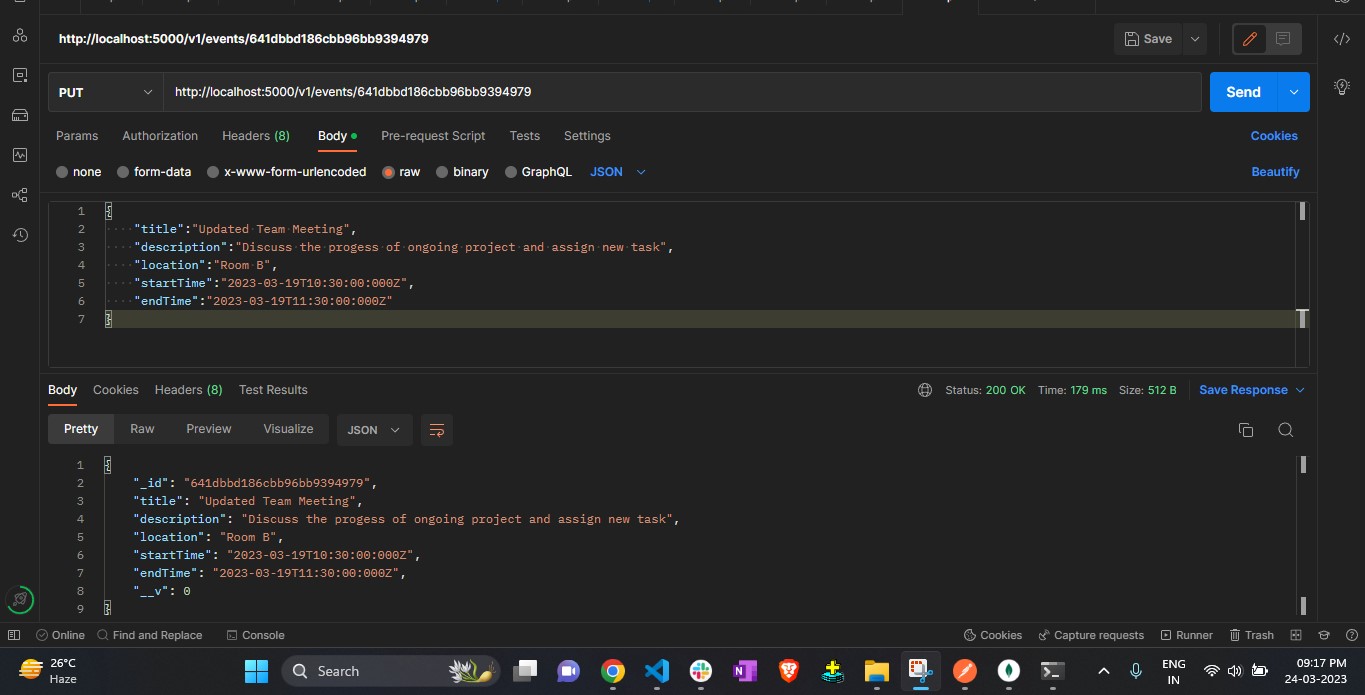 http://localhost:5000/v1/events/641dbbd186cbb96bb9394979
Save
PUT
http://localhost:5000/v1/events/641dbbd186cbb96bb9394979
Send
Params Authorization Headers (8) Body Pre-request Script Tests Settings Cookies
none form-data x-www-form-urlencoded raw binary GraphQL JSON Beautify
1 {
2 ····"title":"Updated·Team·Meeting",
3 ····"description":"Discuss·the·progess·of·ongoing·project·and·assign·new·task",
4 ····"location":"Room·B",
5 ····"startTime":"2023-03-19T10:30:00:000Z",
6 ····"endTime":"2023-03-19T11:30:00:000Z"
7 }
Body Cookies Headers (8) Test Results Status: 200 OK Time: 179 ms Size: 512 B Save Response
Pretty Raw Preview Visualize JSON
1 {
2 "_id": "641dbbd186cbb96bb9394979",
3 "title": "Updated Team Meeting",
4 "description": "Discuss the progess of ongoing project and assign new task",
5 "location": "Room B",
6 "startTime": "2023-03-19T10:30:00:000Z",
7 "endTime": "2023-03-19T11:30:00:000Z",
8 "__v": 0
9 }
Online Find and Replace Console Cookies Capture requests Runner Trash
26°C
Haze
Search
ENG
IN
09:17 PM
24-03-2023